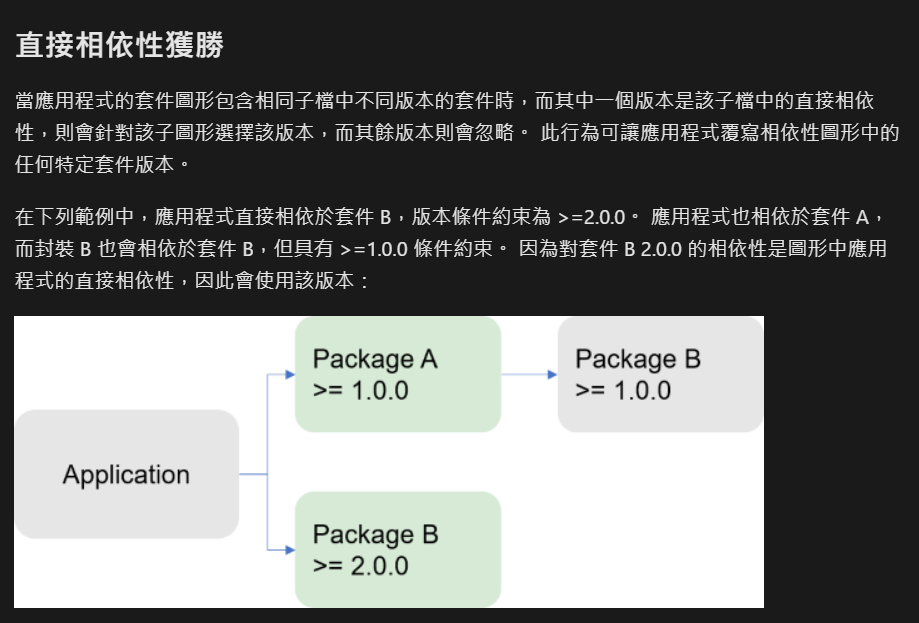 直接相依性獲勝
當應用程式的套件圖形包含相同子檔中不同版本的套件時，而其中一個版本是該子檔中的直接相依
性，則會針對該子圖形選擇該版本，而其餘版本則會忽略。 此行為可讓應用程式覆寫相依性圖形中的
任何特定套件版本。
在下列範例中，應用程式直接相依於套件 B，版本條件約束為 >=2.0.0。 應用程式也相依於套件 A，
而封裝 B 也會相依於套件 B，但具有 >=1.0.0 條件約束。 因為對套件 B 2.0.0 的相依性是圖形中應用
程式的直接相依性，因此會使用該版本：
Package A
>= 1.0.0
Package B
>= 1.0.0
Application
Package B
>= 2.0.0